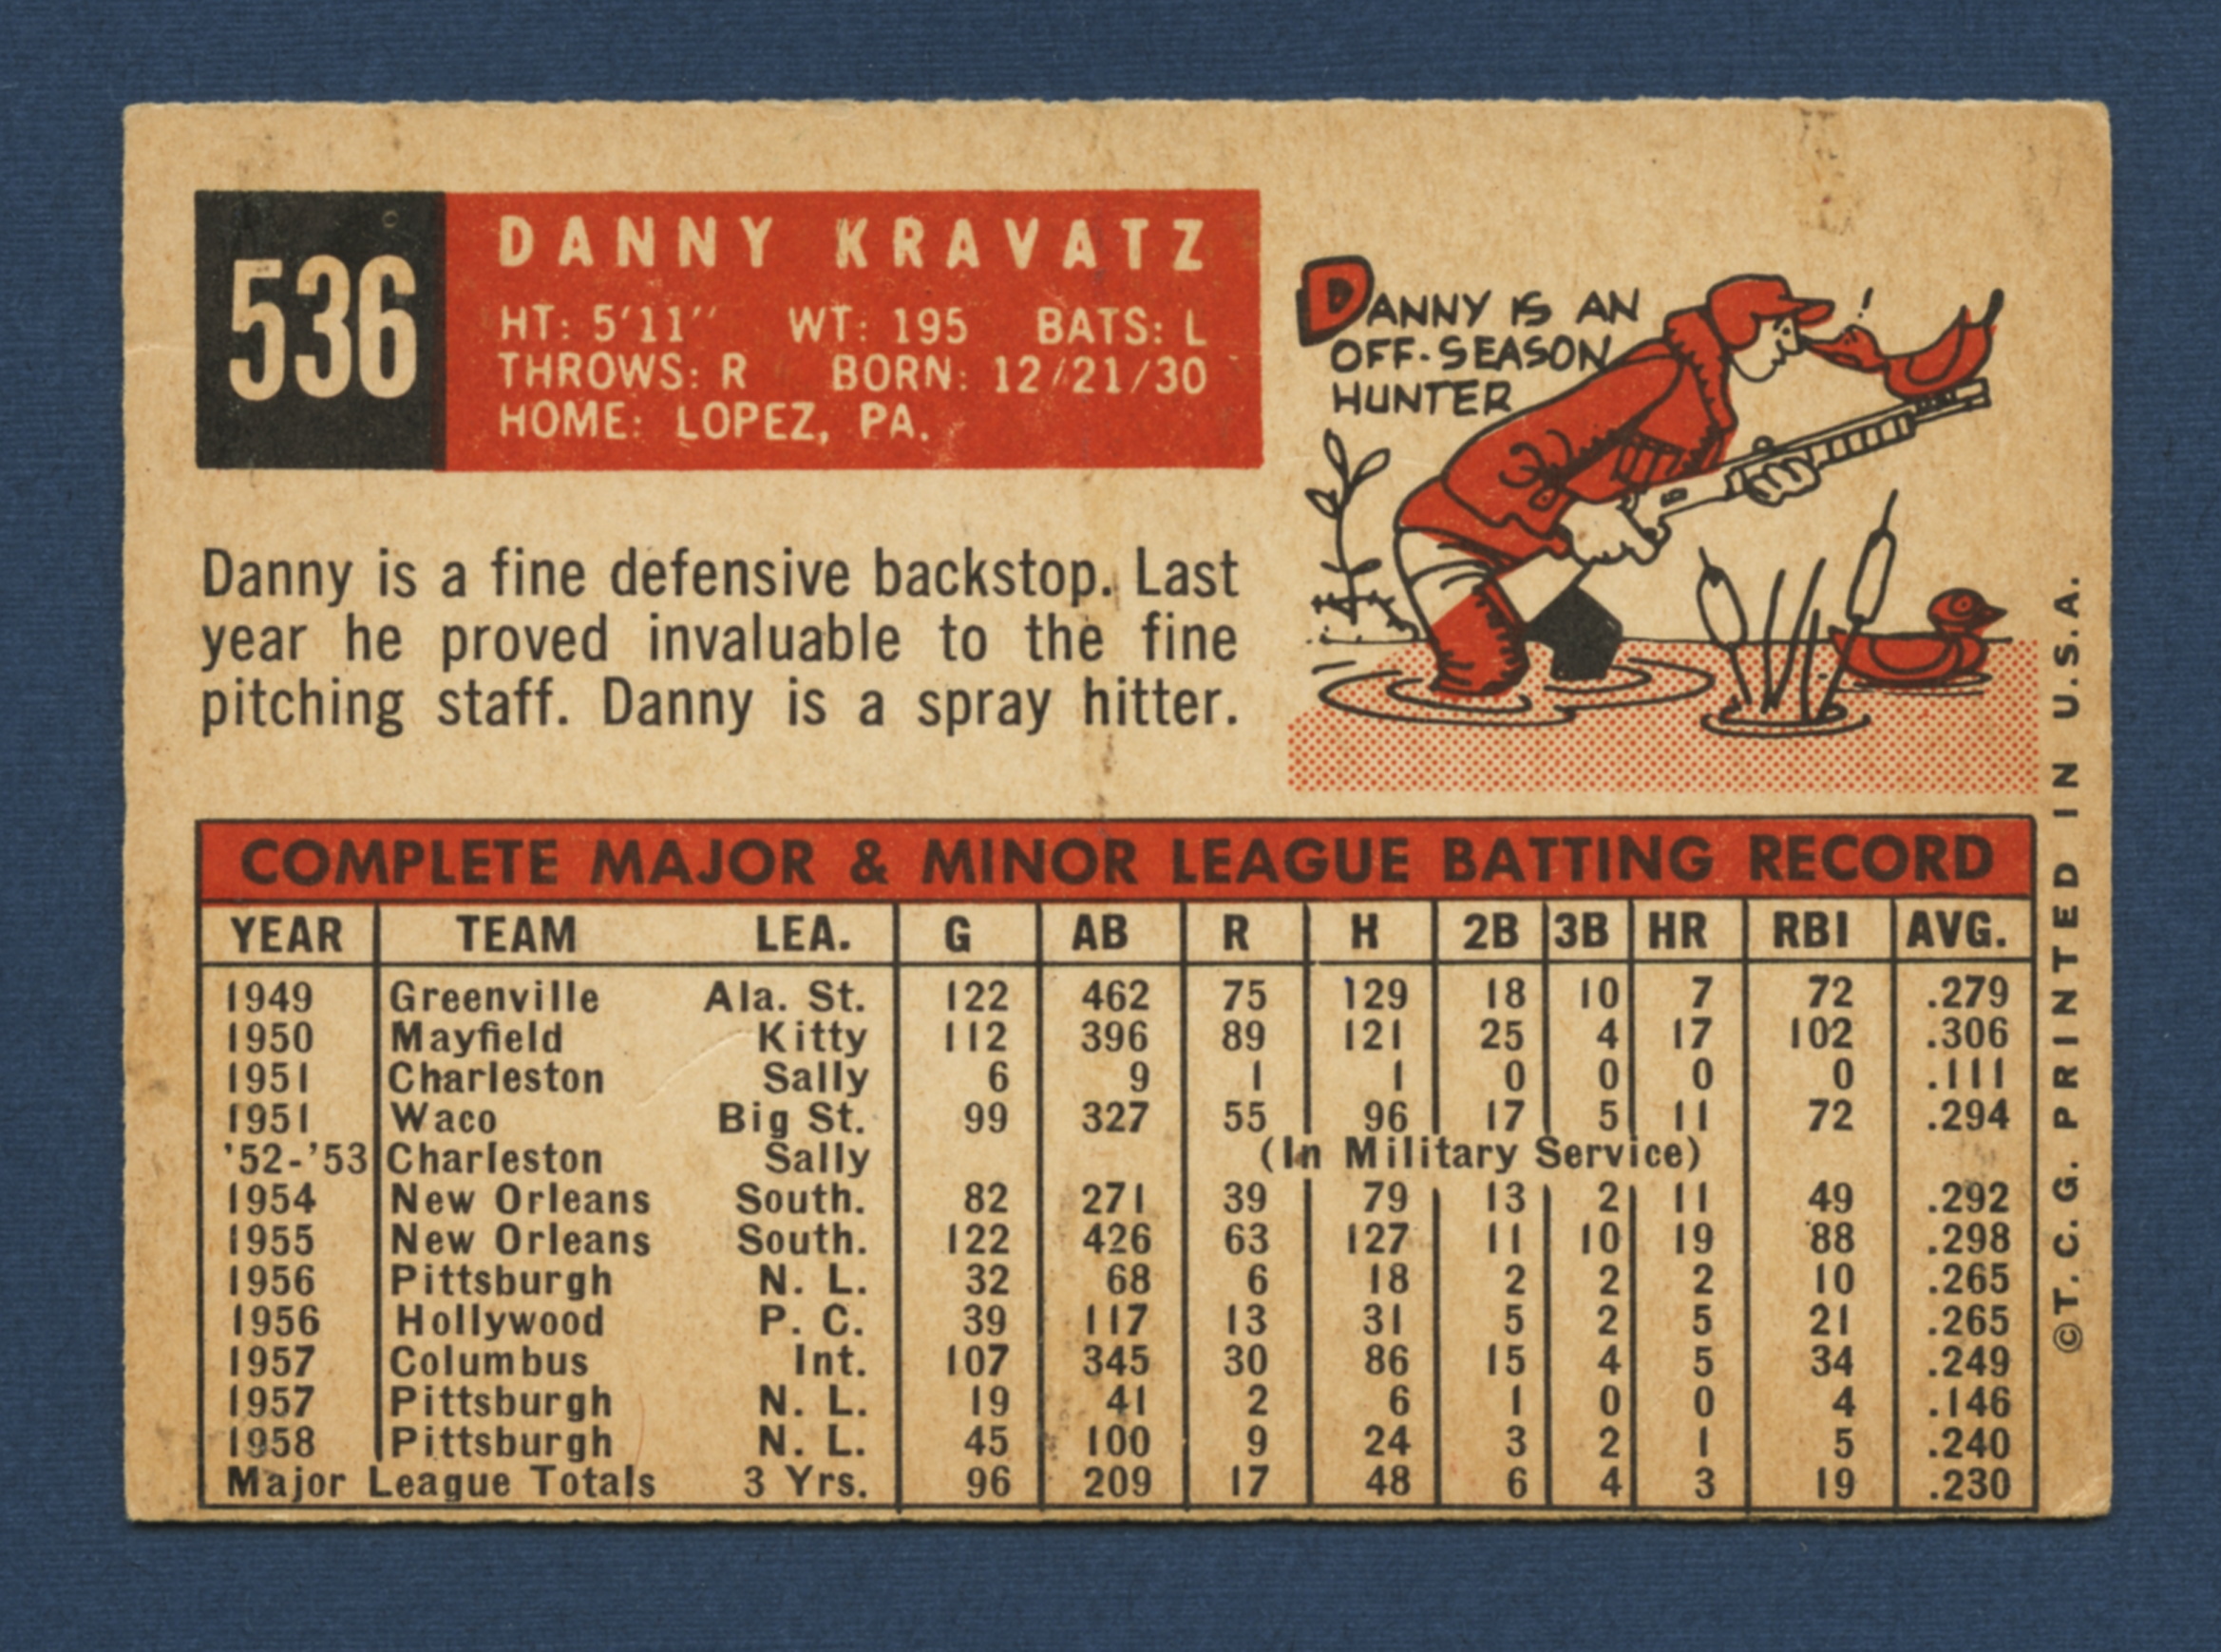 536
DANNY KRAVATZ
HT: 5'11" WT: 195 BATS: L
THROWS: R BORN: 12/21/30
HOME: LOPEZ, PA.
DANNY IS AN
OFF-SEASON
HUNTER
!
Danny is a fine defensive backstop. Last
year he proved invaluable to the fine
pitching staff. Danny is a spray hitter.
COMPLETE MAJOR & MINOR LEAGUE BATTING RECORD
YEAR TEAM LEA. G AB R H 2B 3B HR RBI AVG.
1949 Greenville Ala. St. 122 462 75 129 18 10 7 72 .279
1950 Mayfield Kitty 112 396 89 121 25 4 17 102 .306
1951 Charleston Sally 6 9 1 1 0 0 0 0 .111
1951 Waco Big St. 99 327 55 96 17 5 11 72 .294
'52-'53 Charleston Sally (In Military Service)
1954 New Orleans South. 82 271 39 79 13 2 11 49 .292
1955 New Orleans South. 122 426 63 127 11 10 19 88 .298
1956 Pittsburgh N. L. 32 68 6 18 2 2 2 10 .265
1956 Hollywood P. C. 39 117 13 31 5 2 5 21 .265
1957 Columbus Int. 107 345 30 86 15 4 5 34 .249
1957 Pittsburgh N. L. 19 41 2 6 1 0 0 4 .146
1958 Pittsburgh N. L. 45 100 9 24 3 2 1 5 .240
Major League Totals 3 Yrs. 96 209 17 48 6 4 3 19 .230
©T. C. G. PRINTED IN U.S.A.